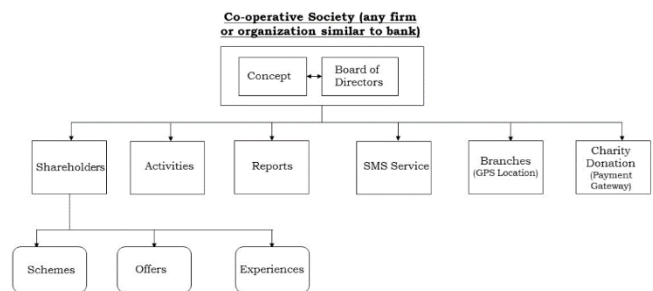 Co-operative Society (any firm
or organization similar to bank)
Concept
Board of
Directors
Shareholders
Activities
Reports
SMS Service
Branches
(GPS Location)
Charity
Donation
(Payment
Gateway)
Schemes
Offers
Experiences